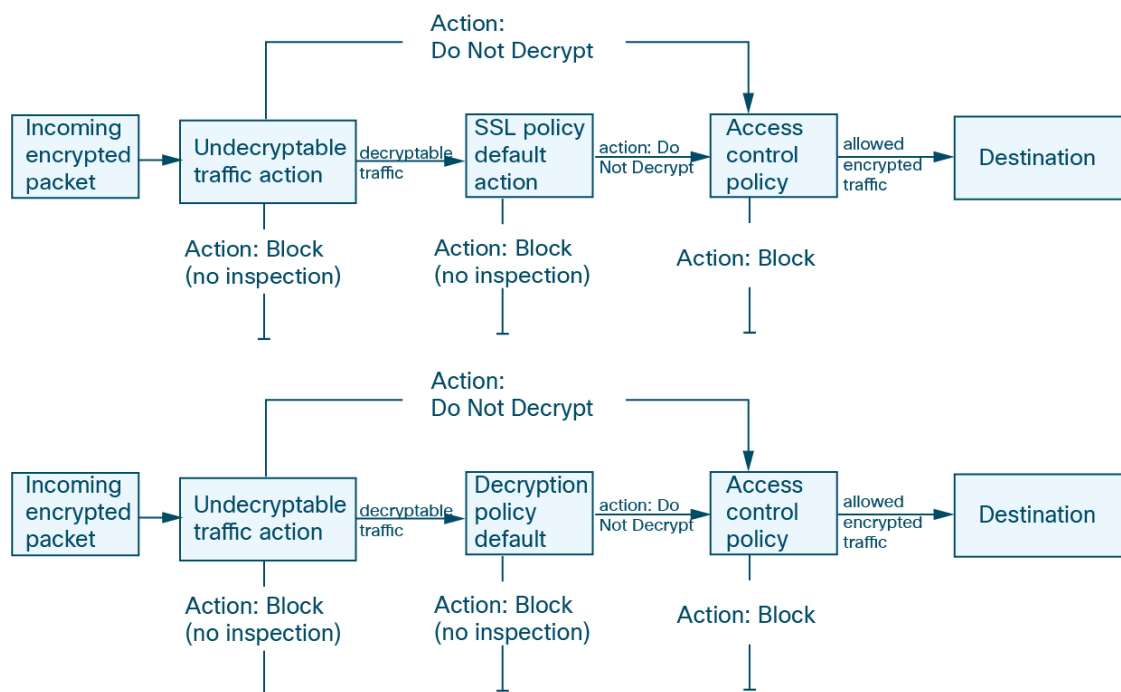 Action:
Do Not Decrypt
Incoming
encrypted
packet
Undecryptable
traffic action
decryptable
traffic
SSL policy
default
action
action: Do
Not Decrypt
Access
control
policy
allowed
encrypted
traffic
Destination
Action: Block
(no inspection)
Action: Block
(no inspection)
Action: Block
Action:
Do Not Decrypt
Incoming
encrypted
packet
Undecryptable
traffic action
decryptable
traffic
Decryption
policy
default
action: Do
Not Decrypt
Access
control
policy
allowed
encrypted
traffic
Destination
Action: Block
(no inspection)
Action: Block
(no inspection)
Action: Block